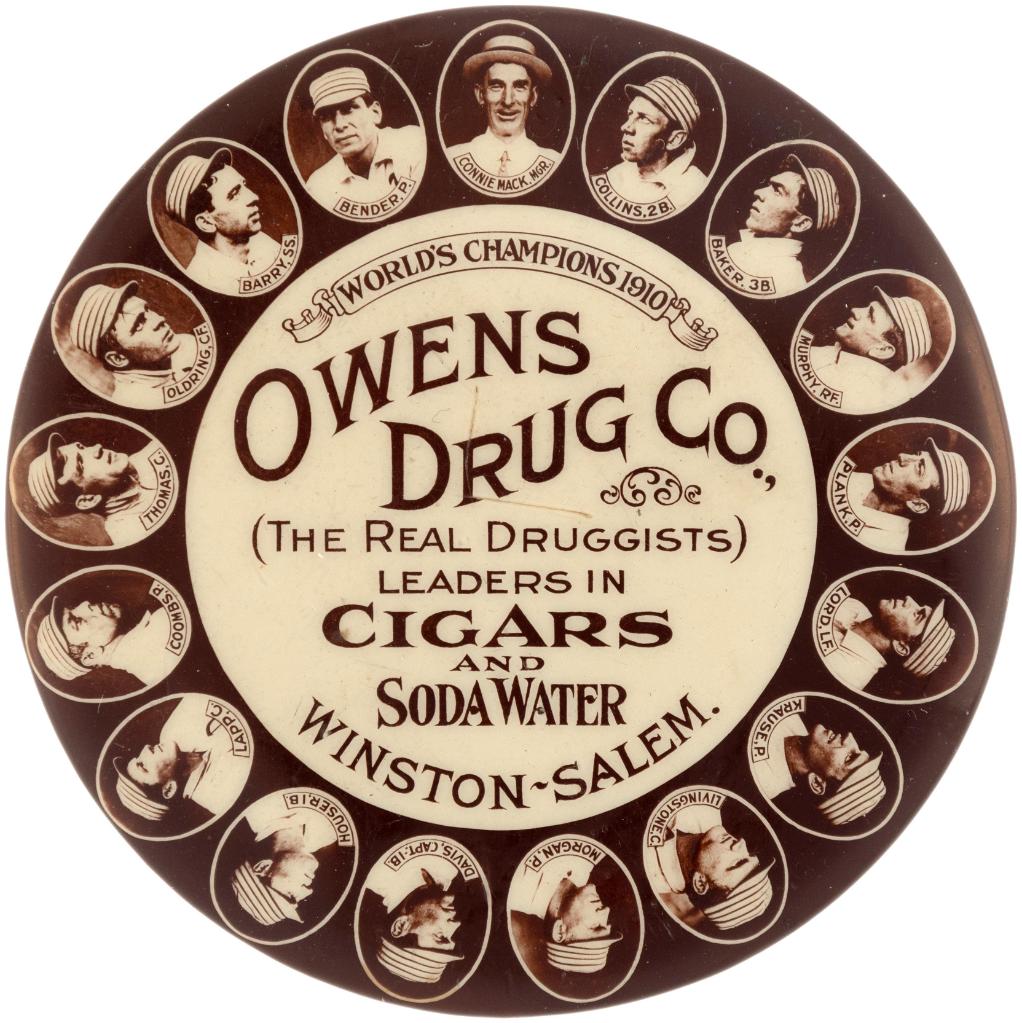 WORLD'S CHAMPIONS 1910
OWENS
DRUG CO.,
(THE REAL DRUGGISTS)
LEADERS IN
CIGARS
AND
SODA WATER
WINSTON~SALEM.
CONNIE MACK, MGR.
COLLINS, 2B.
BAKER, 3B.
MURPHY, RF.
PLANK, P.
LORD, LF.
KRAUSE, P.
LIVINGSTONE, C.
MORGAN, P.
DAVIS, CAPT-1B.
HOUSER, 1B.
LAPP, C.
COOMBS, P.
THOMAS, C.
OLDRING, CF.
BARRY, SS.
BENDER, P.